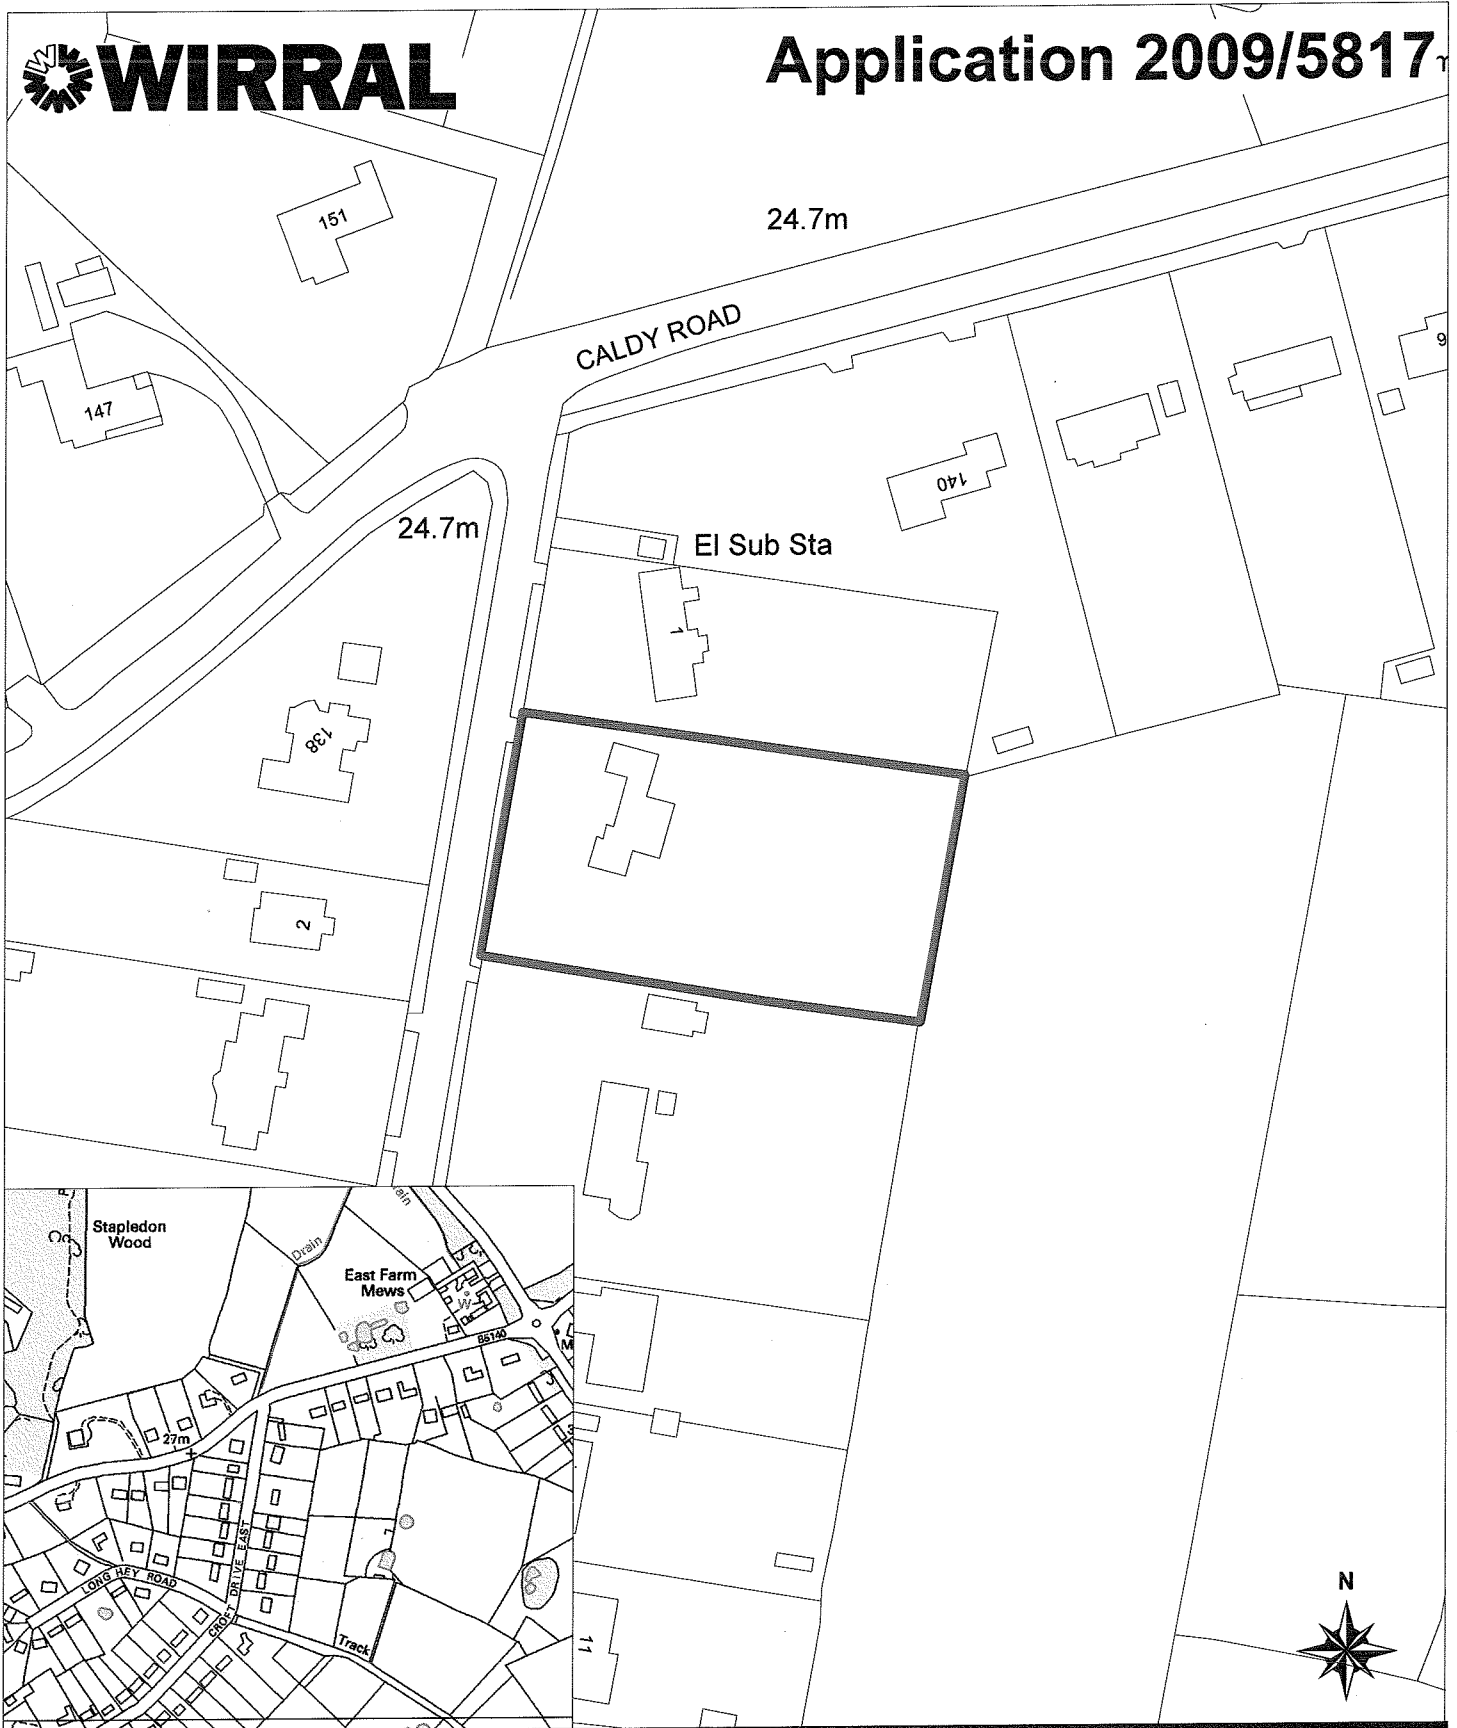 WIRRAL
Application 2009/5817
151
24.7m
CALDY ROAD
147
140
24.7m
El Sub Sta
1
138
2
Stapledon
Wood
Drain
East Farm
Mews
W
B5140
M
27m
LONG HEY ROAD
CROFT DRIVE EAST
Track
11
N